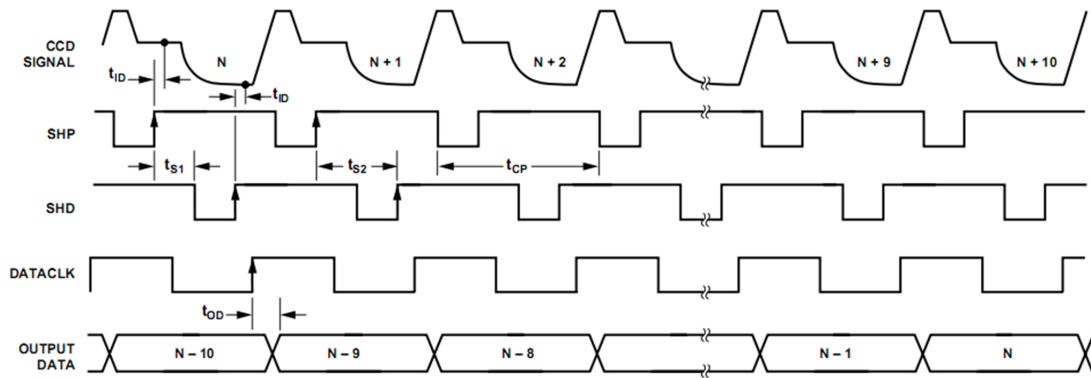 CCD
SIGNAL
N
N + 1
N + 2
N + 9
N + 10
tID
tID
SHP
tS1
tS2
tCP
SHD
DATACLK
tOD
OUTPUT
DATA
N – 10
N – 9
N – 8
N – 1
N